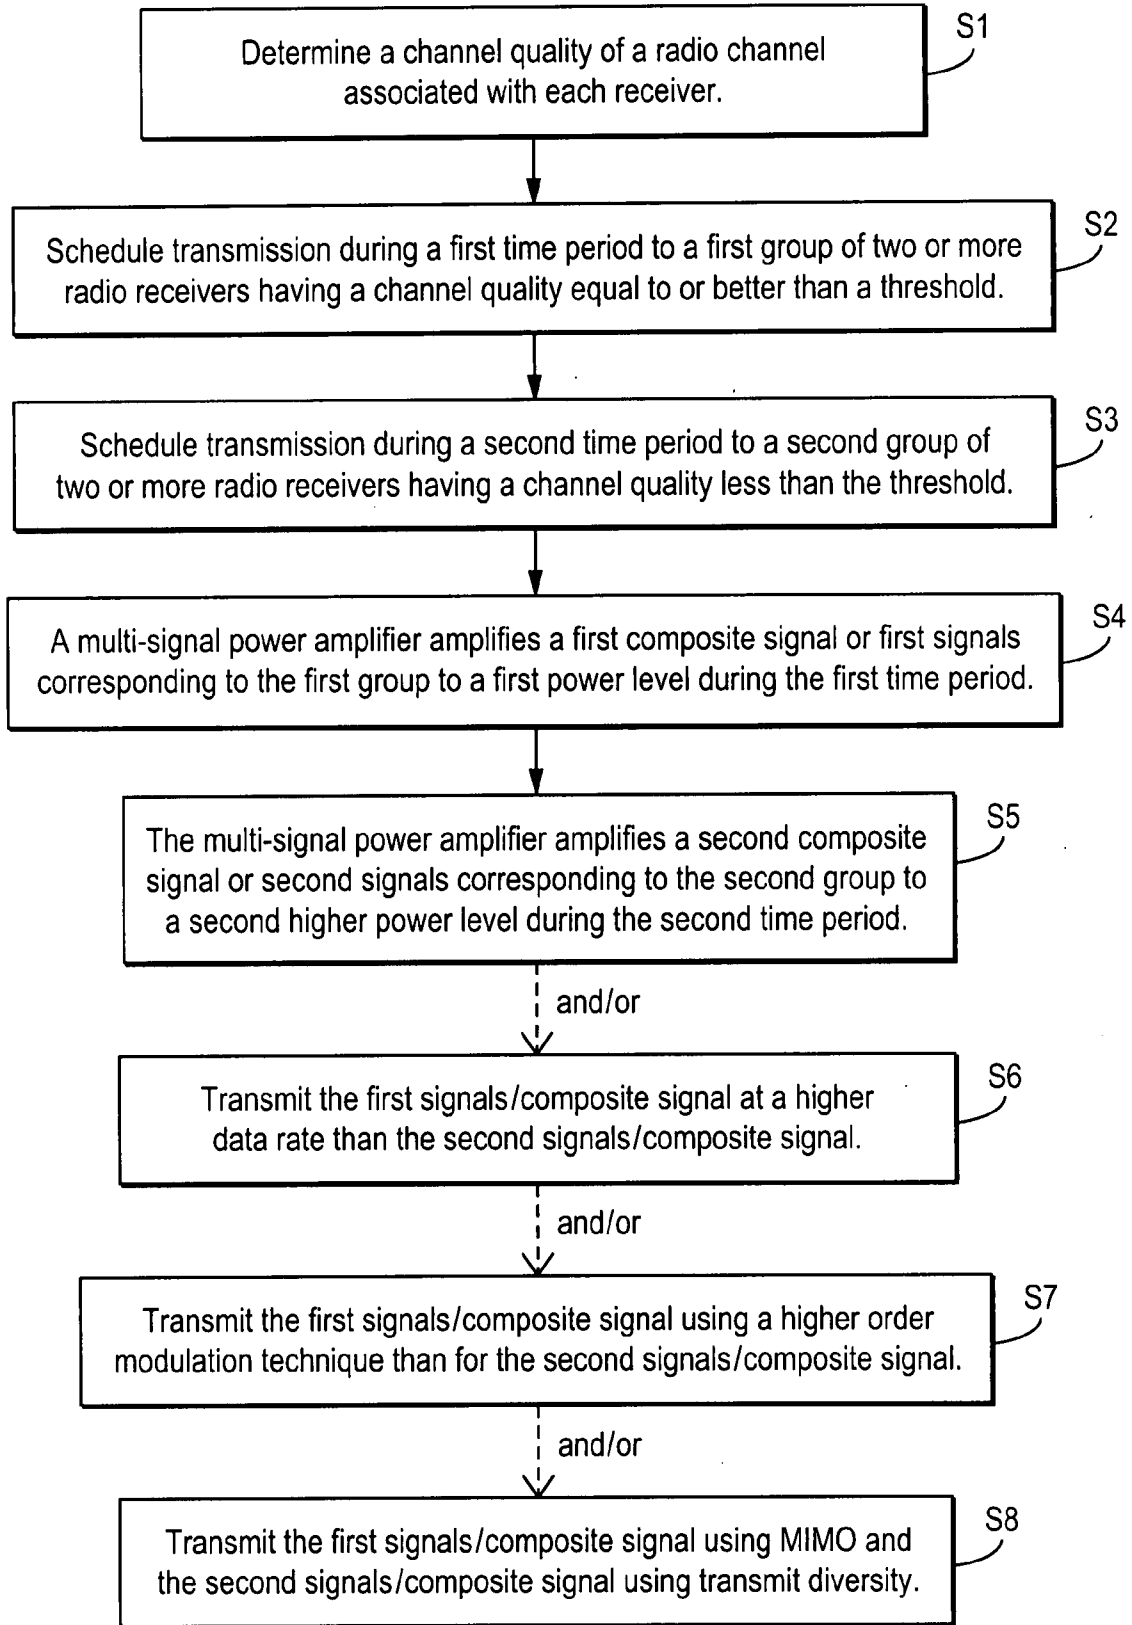 S1
Determine a channel quality of a radio channel
associated with each receiver.
S2
Schedule transmission during a first time period to a first group of two or more
radio receivers having a channel quality equal to or better than a threshold.
S3
Schedule transmission during a second time period to a second group of
two or more radio receivers having a channel quality less than the threshold.
S4
A multi-signal power amplifier amplifies a first composite signal or first signals
corresponding to the first group to a first power level during the first time period.
S5
The multi-signal power amplifier amplifies a second composite
signal or second signals corresponding to the second group to
a second higher power level during the second time period.
and/or
S6
Transmit the first signals/composite signal at a higher
data rate than the second signals/composite signal.
and/or
S7
Transmit the first signals/composite signal using a higher order
modulation technique than for the second signals/composite signal.
and/or
S8
Transmit the first signals/composite signal using MIMO and
the second signals/composite signal using transmit diversity.